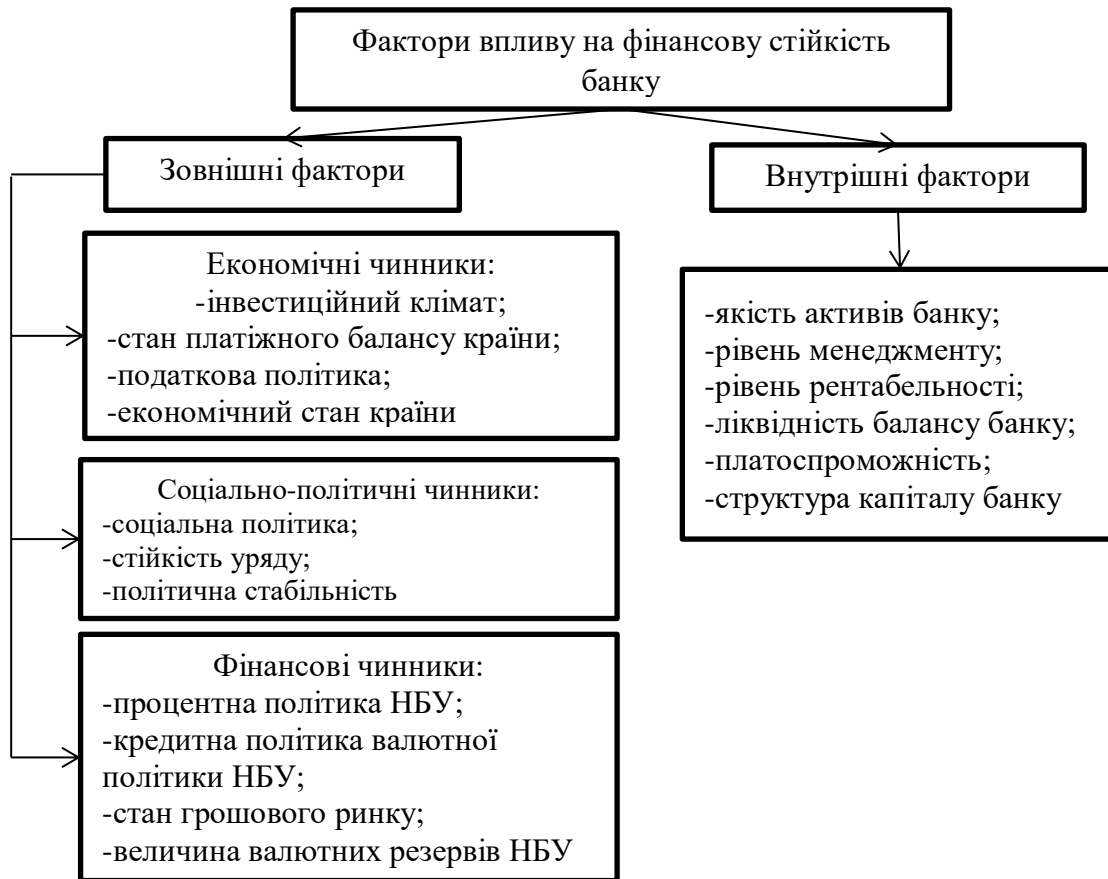 Фактори впливу на фінансову стійкість
банку
Зовнішні фактори
Внутрішні фактори
Економічні чинники:
-інвестиційний клімат;
-стан платіжного балансу країни;
-податкова політика;
-економічний стан країни
-якість активів банку;
-рівень менеджменту;
-рівень рентабельності;
-ліквідність балансу банку;
-платоспроможність;
-структура капіталу банку
Соціально-політичні чинники:
-соціальна політика;
-стійкість уряду;
-політична стабільність
Фінансові чинники:
-процентна політика НБУ;
-кредитна політика валютної
політики НБУ;
-стан грошового ринку;
-величина валютних резервів НБУ